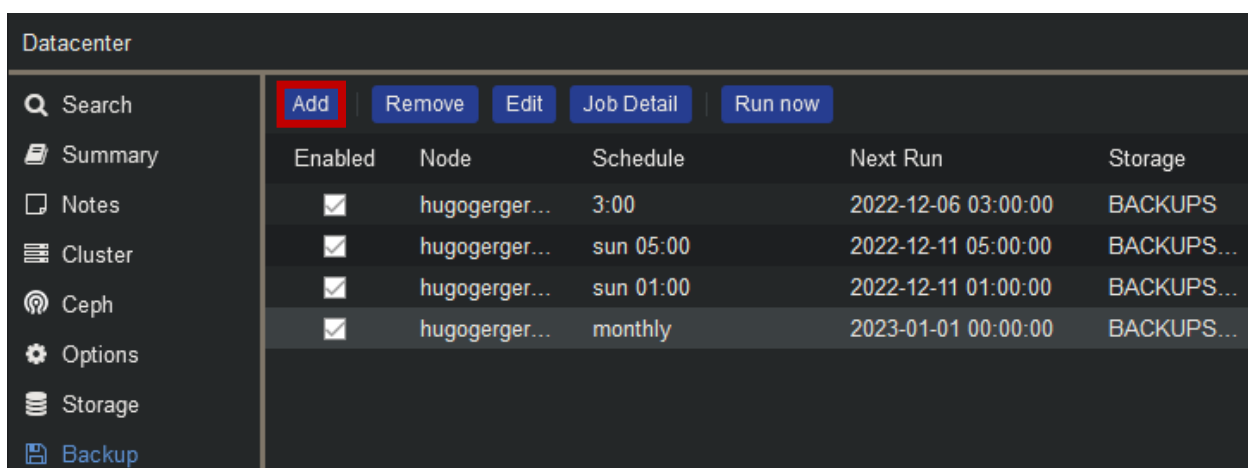 Datacenter
Search
Summary
Notes
Cluster
Ceph
Options
Storage
Backup
Add Remove Edit Job Detail Run now
Enabled Node Schedule Next Run Storage
hugogerger... 3:00 2022-12-06 03:00:00 BACKUPS
hugogerger... sun 05:00 2022-12-11 05:00:00 BACKUPS...
hugogerger... sun 01:00 2022-12-11 01:00:00 BACKUPS...
hugogerger... monthly 2023-01-01 00:00:00 BACKUPS...